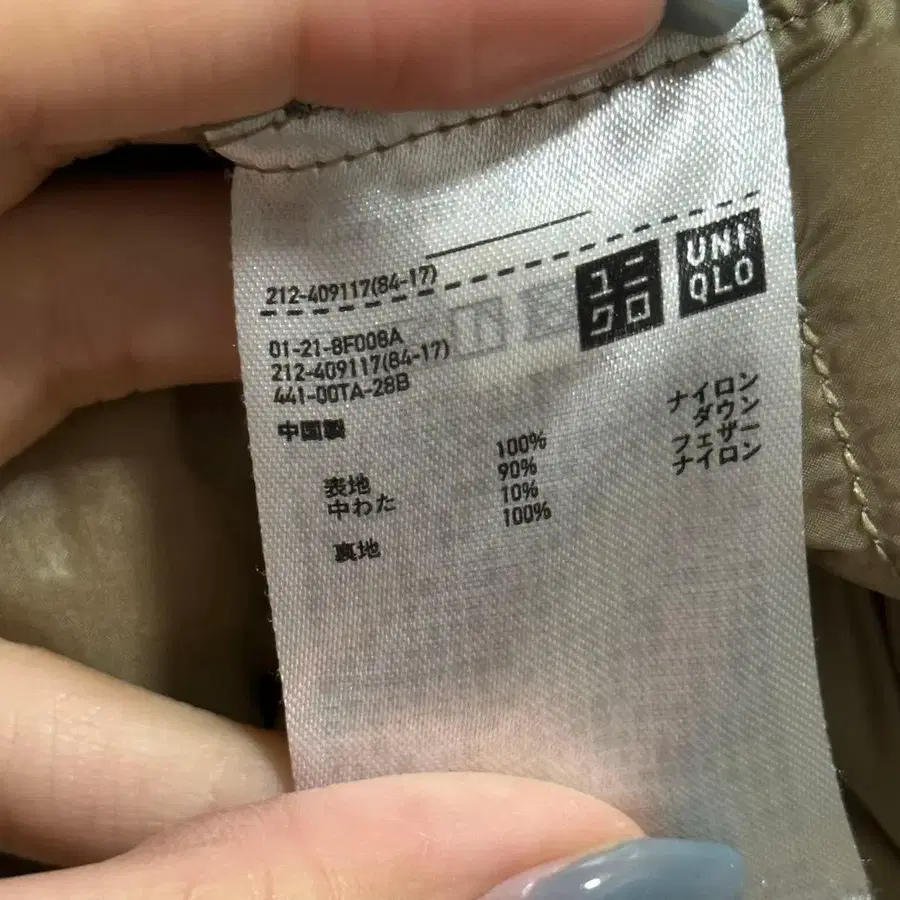 212-409117(84-17)
ユニ
クロ
UNI
QLO
01-21-8F008A
212-409117(84-17)
441-00TA-28B
中国製
表地 100% ナイロン
中わた 90% ダウン
10% フェザー
裏地 100% ナイロン